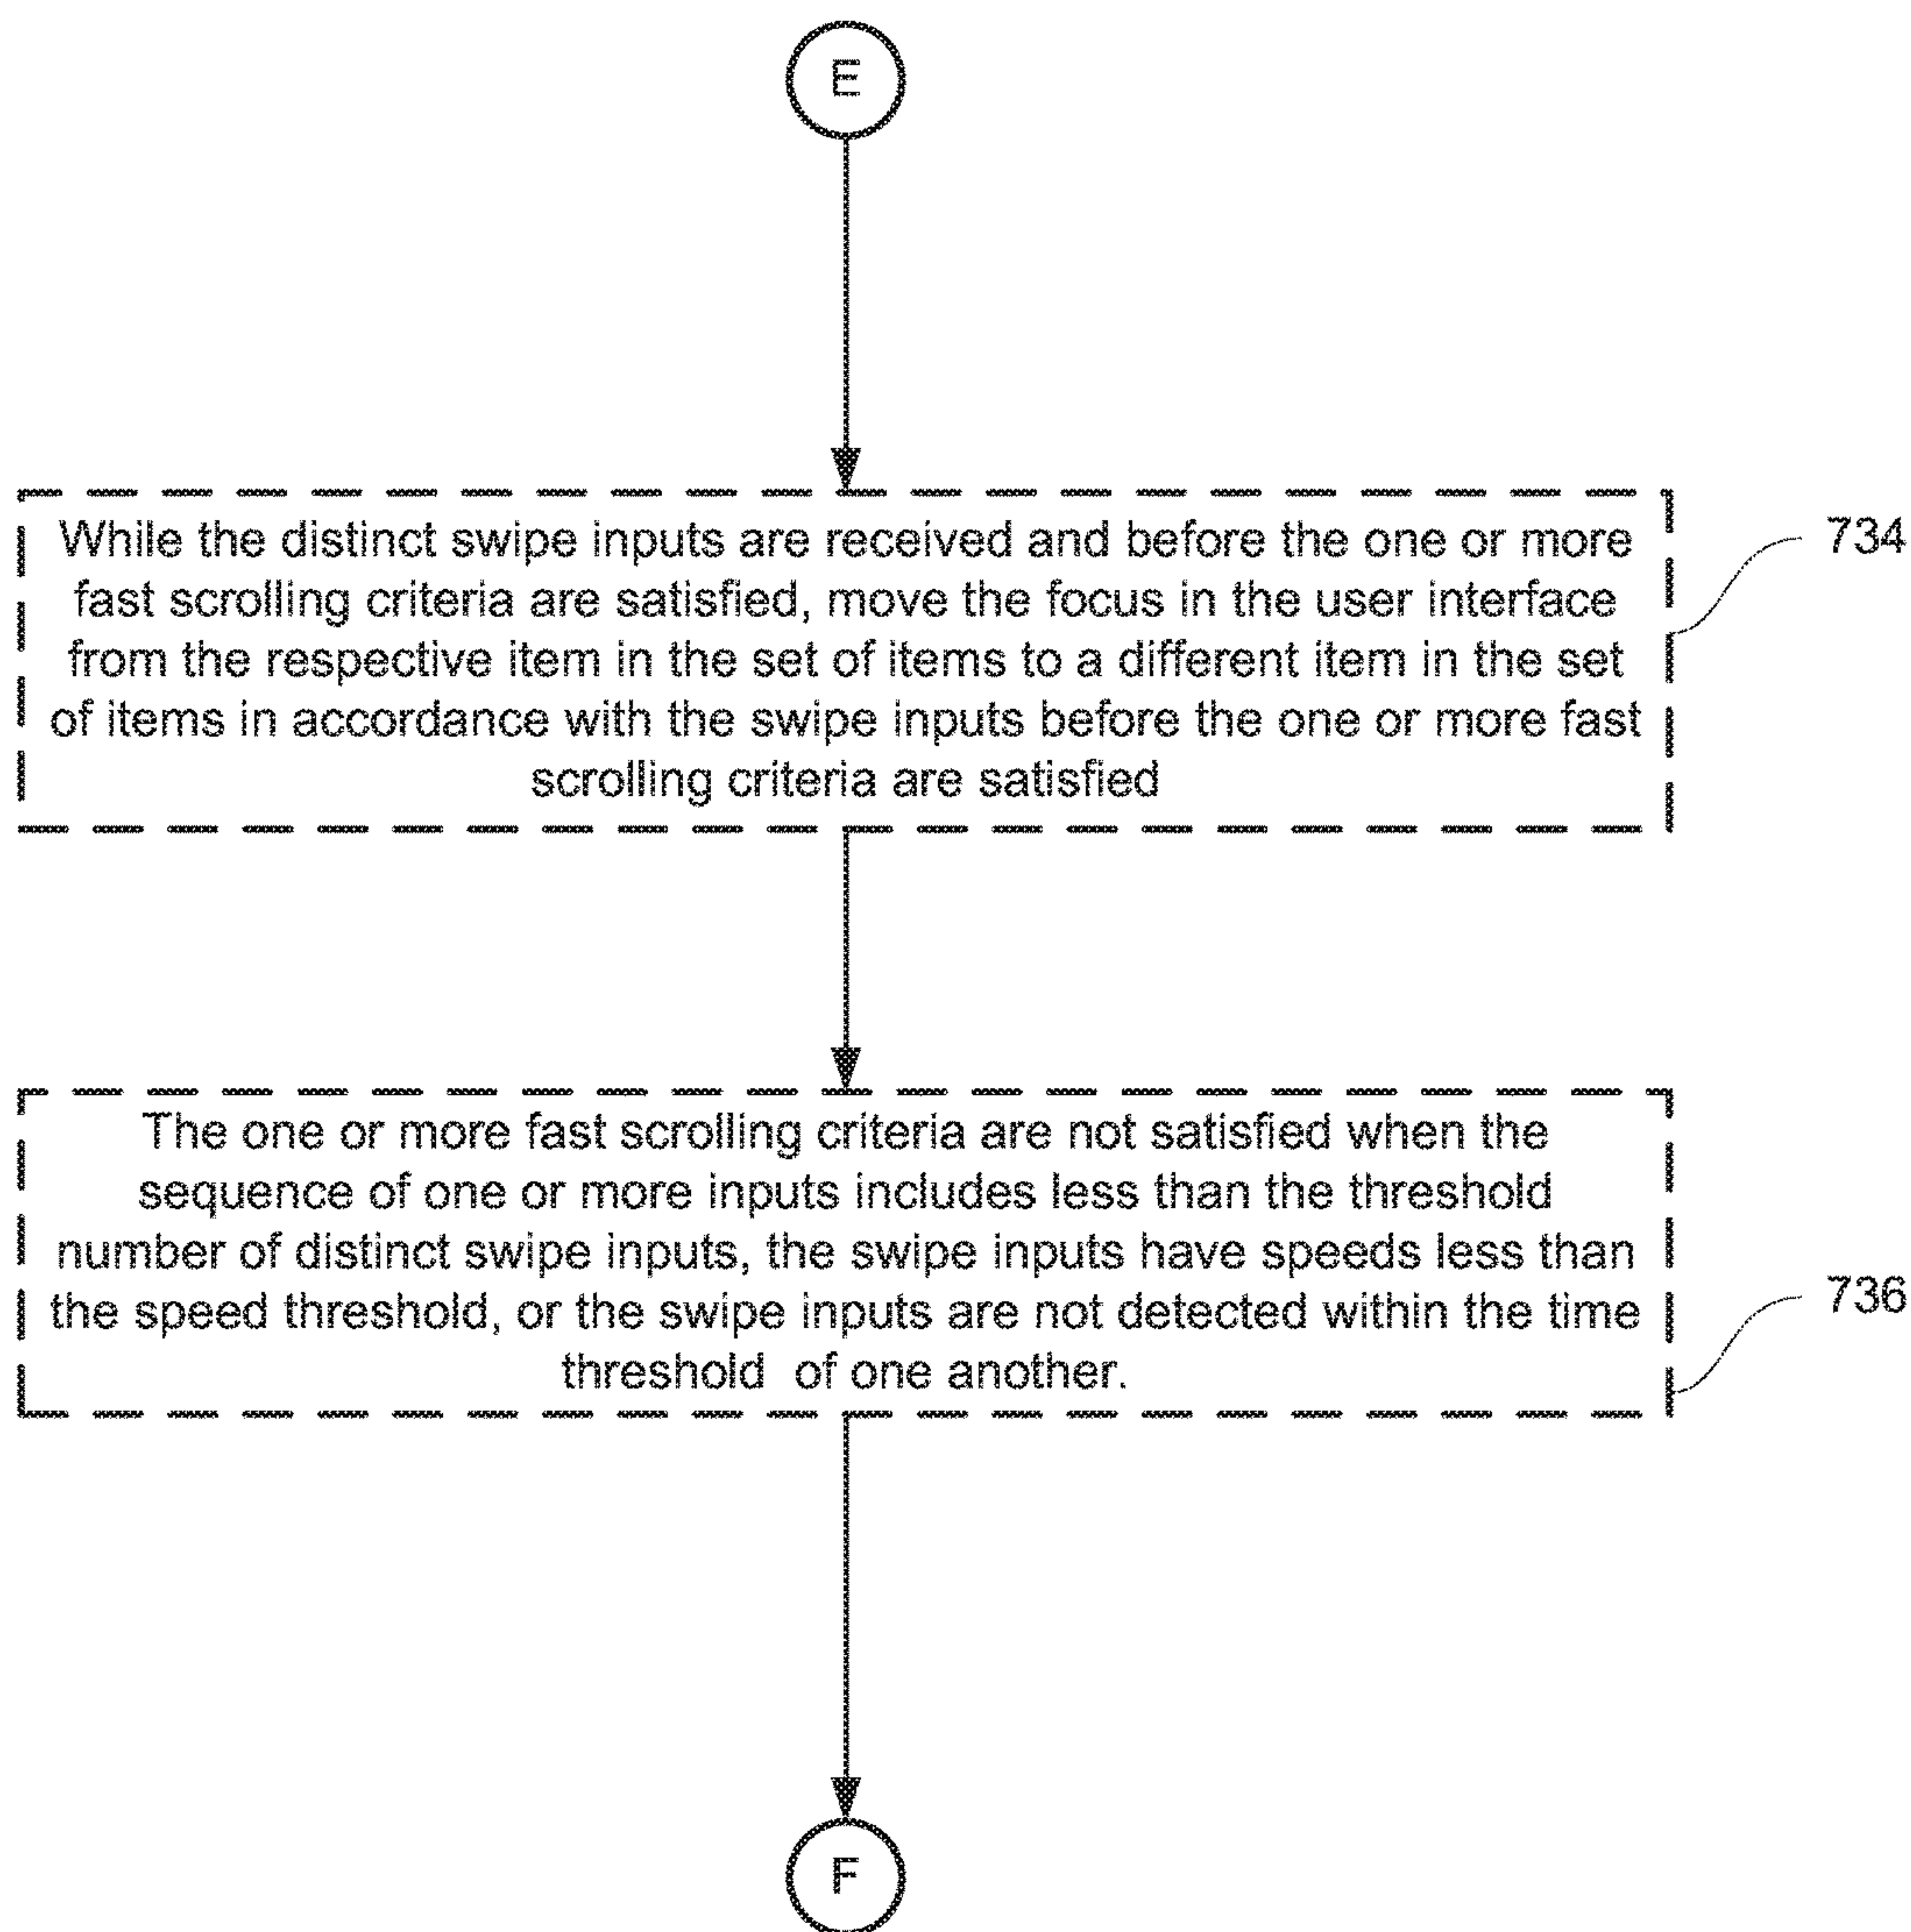 E
While the distinct swipe inputs are received and before the one or more
fast scrolling criteria are satisfied, move the focus in the user interface
from the respective item in the set of items to a different item in the set
of items in accordance with the swipe inputs before the one or more fast
scrolling criteria are satisfied
734
The one or more fast scrolling criteria are not satisfied when the
sequence of one or more inputs includes less than the threshold
number of distinct swipe inputs, the swipe inputs have speeds less than
the speed threshold, or the swipe inputs are not detected within the time
threshold  of one another.
736
F